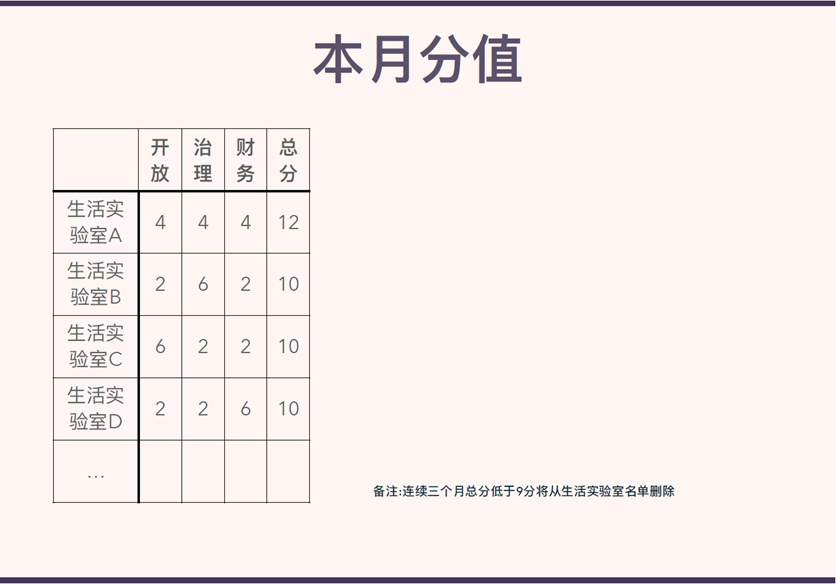 本月分值
开放 治理 财务 总分
生活实验室A 4 4 4 12
生活实验室B 2 6 2 10
生活实验室C 6 2 2 10
生活实验室D 2 2 6 10
...
备注:连续三个月总分低于9分将从生活实验室名单删除